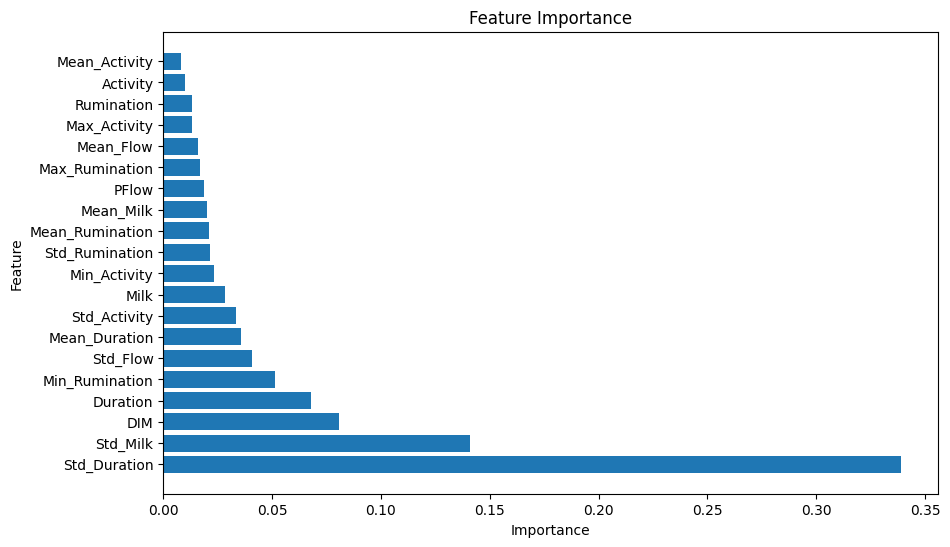 Feature Importance
Mean_Activity
Activity
Rumination
Max_Activity
Mean_Flow
Max_Rumination
PFlow
Mean_Milk
Mean_Rumination
Std_Rumination
Min_Activity
Milk
Std_Activity
Mean_Duration
Std_Flow
Min_Rumination
Duration
DIM
Std_Milk
Std_Duration
Feature
0.00 0.05 0.10 0.15 0.20 0.25 0.30 0.35
Importance